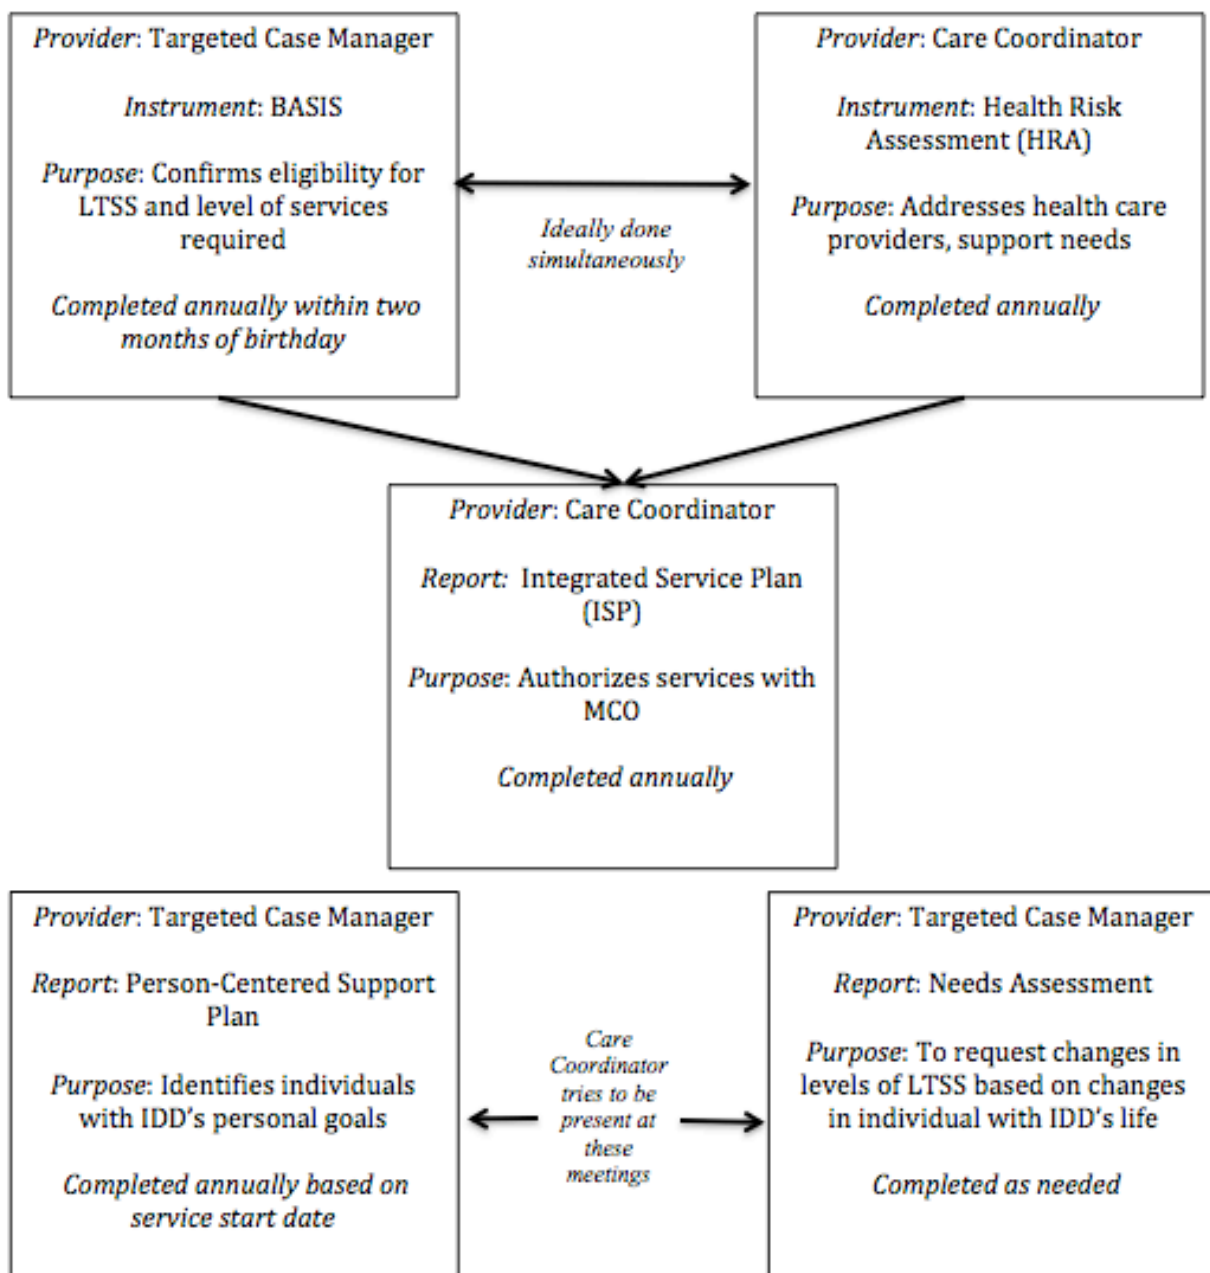 Provider: Targeted Case Manager
Instrument: BASIS
Purpose: Confirms eligibility for
LTSS and level of services
required
Completed annually within two
months of birthday
Ideally done
simultaneously
Provider: Care Coordinator
Instrument: Health Risk
Assessment (HRA)
Purpose: Addresses health care
providers, support needs
Completed annually
Provider: Care Coordinator
Report: Integrated Service Plan
(ISP)
Purpose: Authorizes services with
MCO
Completed annually
Provider: Targeted Case Manager
Report: Person-Centered Support
Plan
Purpose: Identifies individuals
with IDD's personal goals
Completed annually based on
service start date
Care
Coordinator
tries to be
present at
these
meetings
Provider: Targeted Case Manager
Report: Needs Assessment
Purpose: To request changes in
levels of LTSS based on changes
in individual with IDD's life
Completed as needed